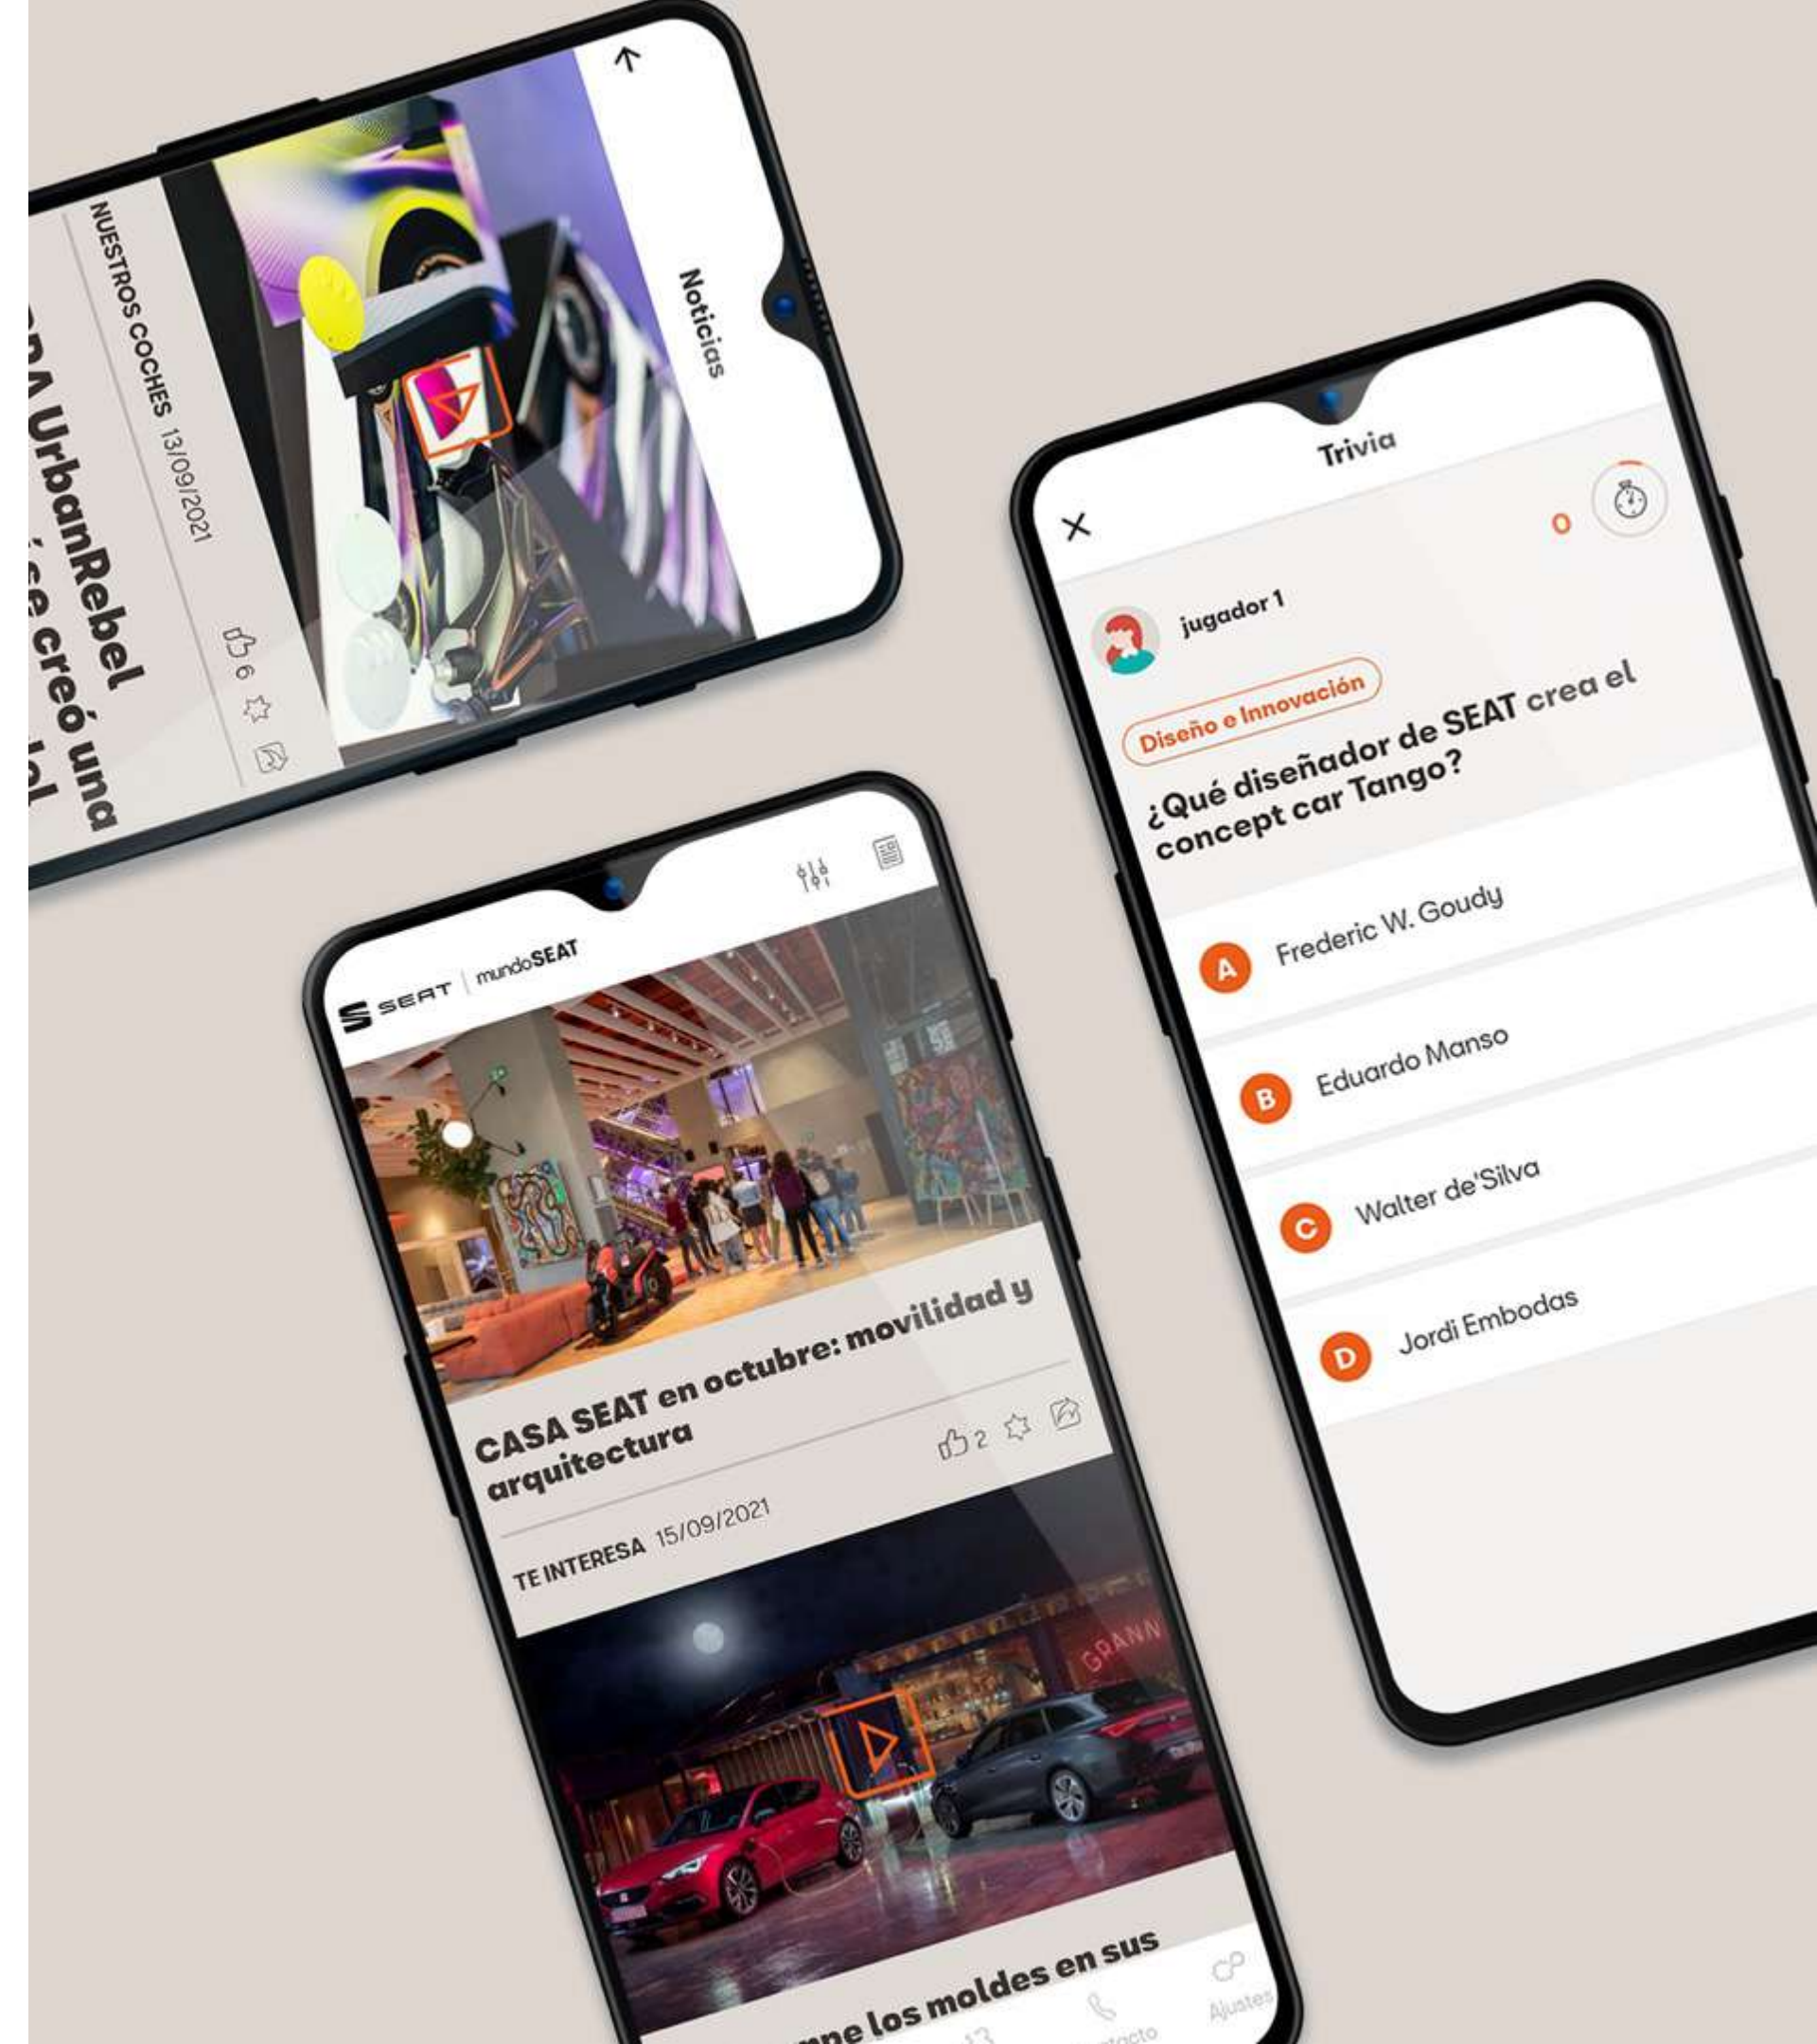 Noticias
NUESTROS COCHES 13/09/2021
6
UrbanRebel
se creó una
SEAT mundoSEAT
CASA SEAT en octubre: movilidad y
arquitectura
2
TE INTERESA 15/09/2021
GRANN
los moldes en sus
Ajustes
Trivia
0
jugador 1
Diseño e Innovación
¿Qué diseñador de SEAT crea el
concept car Tango?
A Frederic W. Goudy
B Eduardo Manso
C Walter de'Silva
D Jordi Embodas